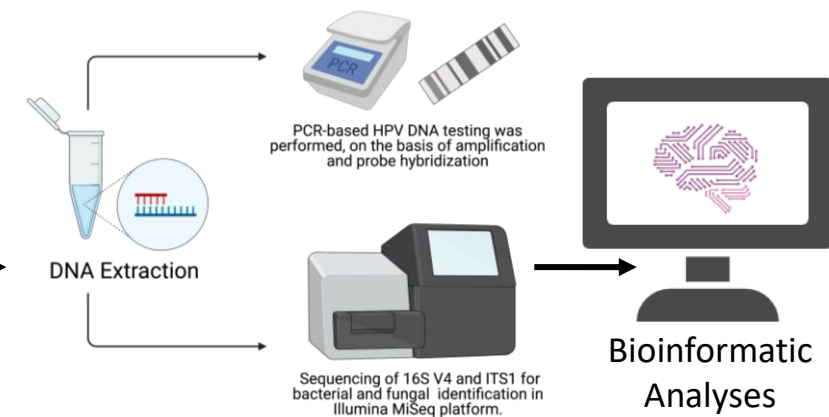 PCR
PCR-based HPV DNA testing was
performed, on the basis of amplification
and probe hybridization
DNA Extraction
Sequencing of 16S V4 and ITS1 for
bacterial and fungal identification in
Illumina MiSeq platform.
Bioinformatic
Analyses